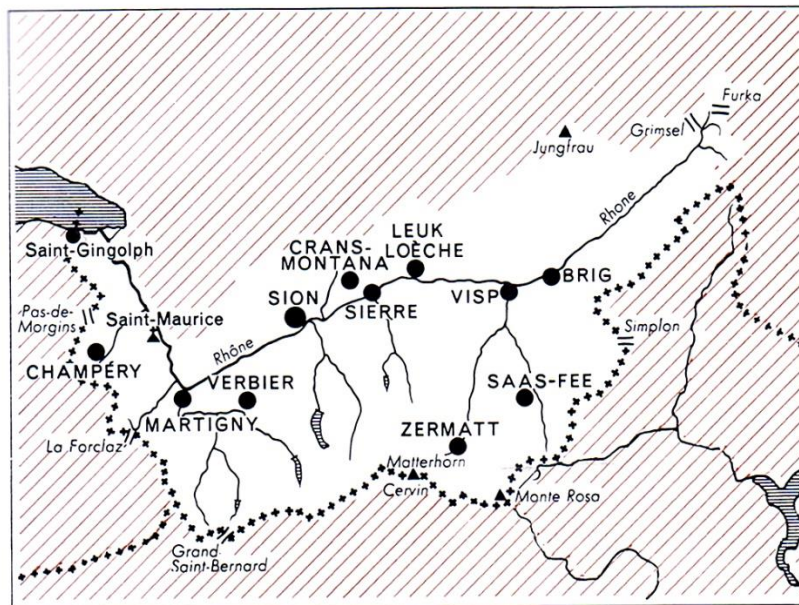 Furka
Grimsel
Jungfrau
Rhone
Saint-Gingolph
LEUK
LOÈCHE
CRANS-
MONTANA
BRIG
SION
SIERRE
VISP
Pas-de-
Morgins
Saint-Maurice
Simplon
Rhône
CHAMPÉRY
VERBIER
SAAS-FEE
MARTIGNY
La Forclaz
ZERMATT
Matterhorn
Cervin
Monte Rosa
Grand-
Saint-Bernard